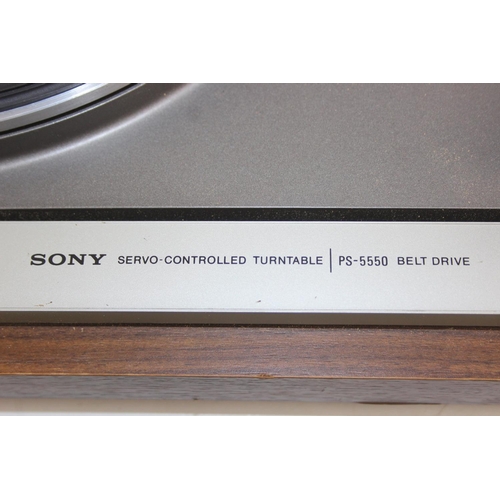 SONY SERVO-CONTROLLED TURNTABLE | PS-5550 BELT DRIVE